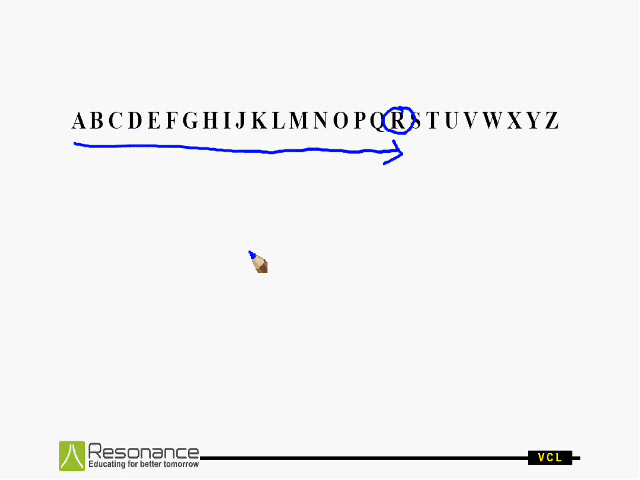 A B C D E F G H I J K L M N O P Q R S T U V W X Y Z
Resonance
Educating for better tomorrow
VCL